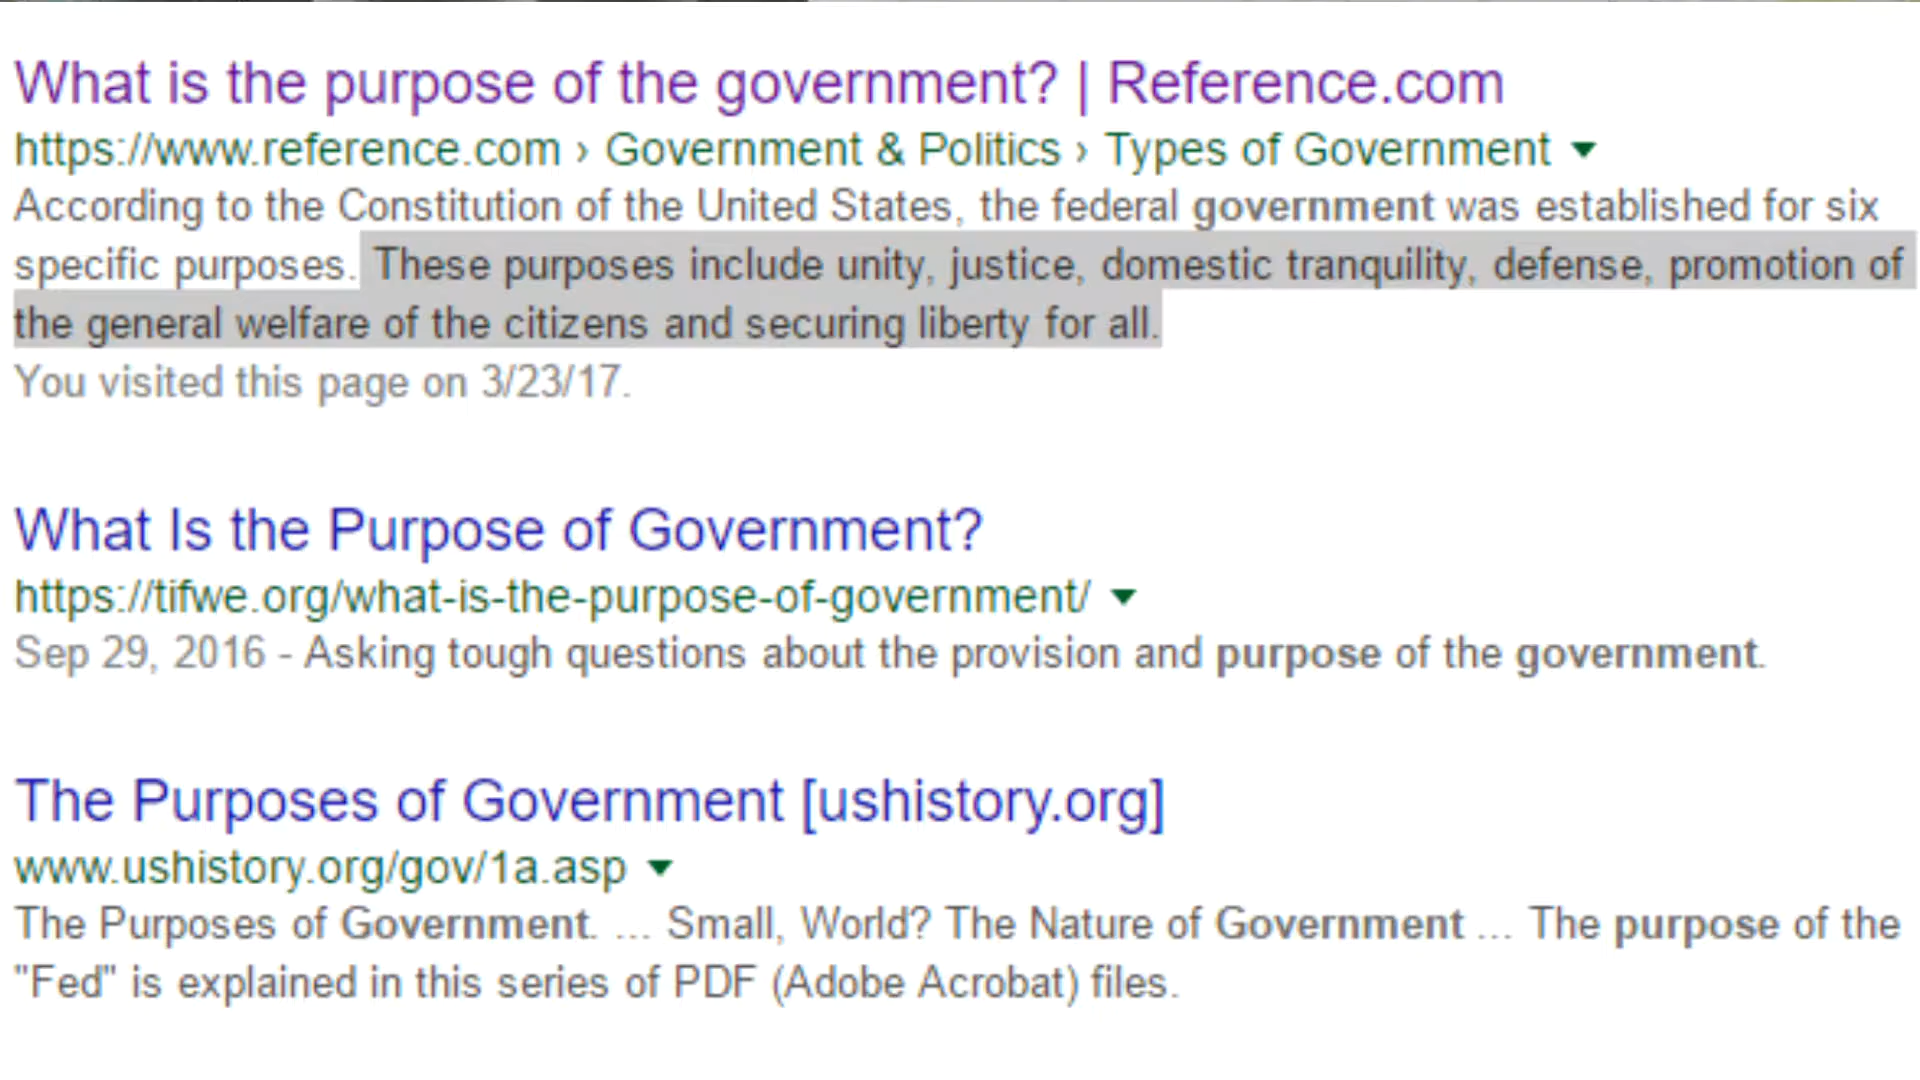 What is the purpose of the government? | Reference.com
https://www.reference.com › Government & Politics › Types of Government
According to the Constitution of the United States, the federal government was established for six
specific purposes. These purposes include unity, justice, domestic tranquility, defense, promotion of
the general welfare of the citizens and securing liberty for all.
You visited this page on 3/23/17.
What Is the Purpose of Government?
https://tifwe.org/what-is-the-purpose-of-government/
Sep 29, 2016 - Asking tough questions about the provision and purpose of the government.
The Purposes of Government [ushistory.org]
www.ushistory.org/gov/1a.asp
The Purposes of Government. ... Small, World? The Nature of Government ... The purpose of the
"Fed" is explained in this series of PDF (Adobe Acrobat) files.